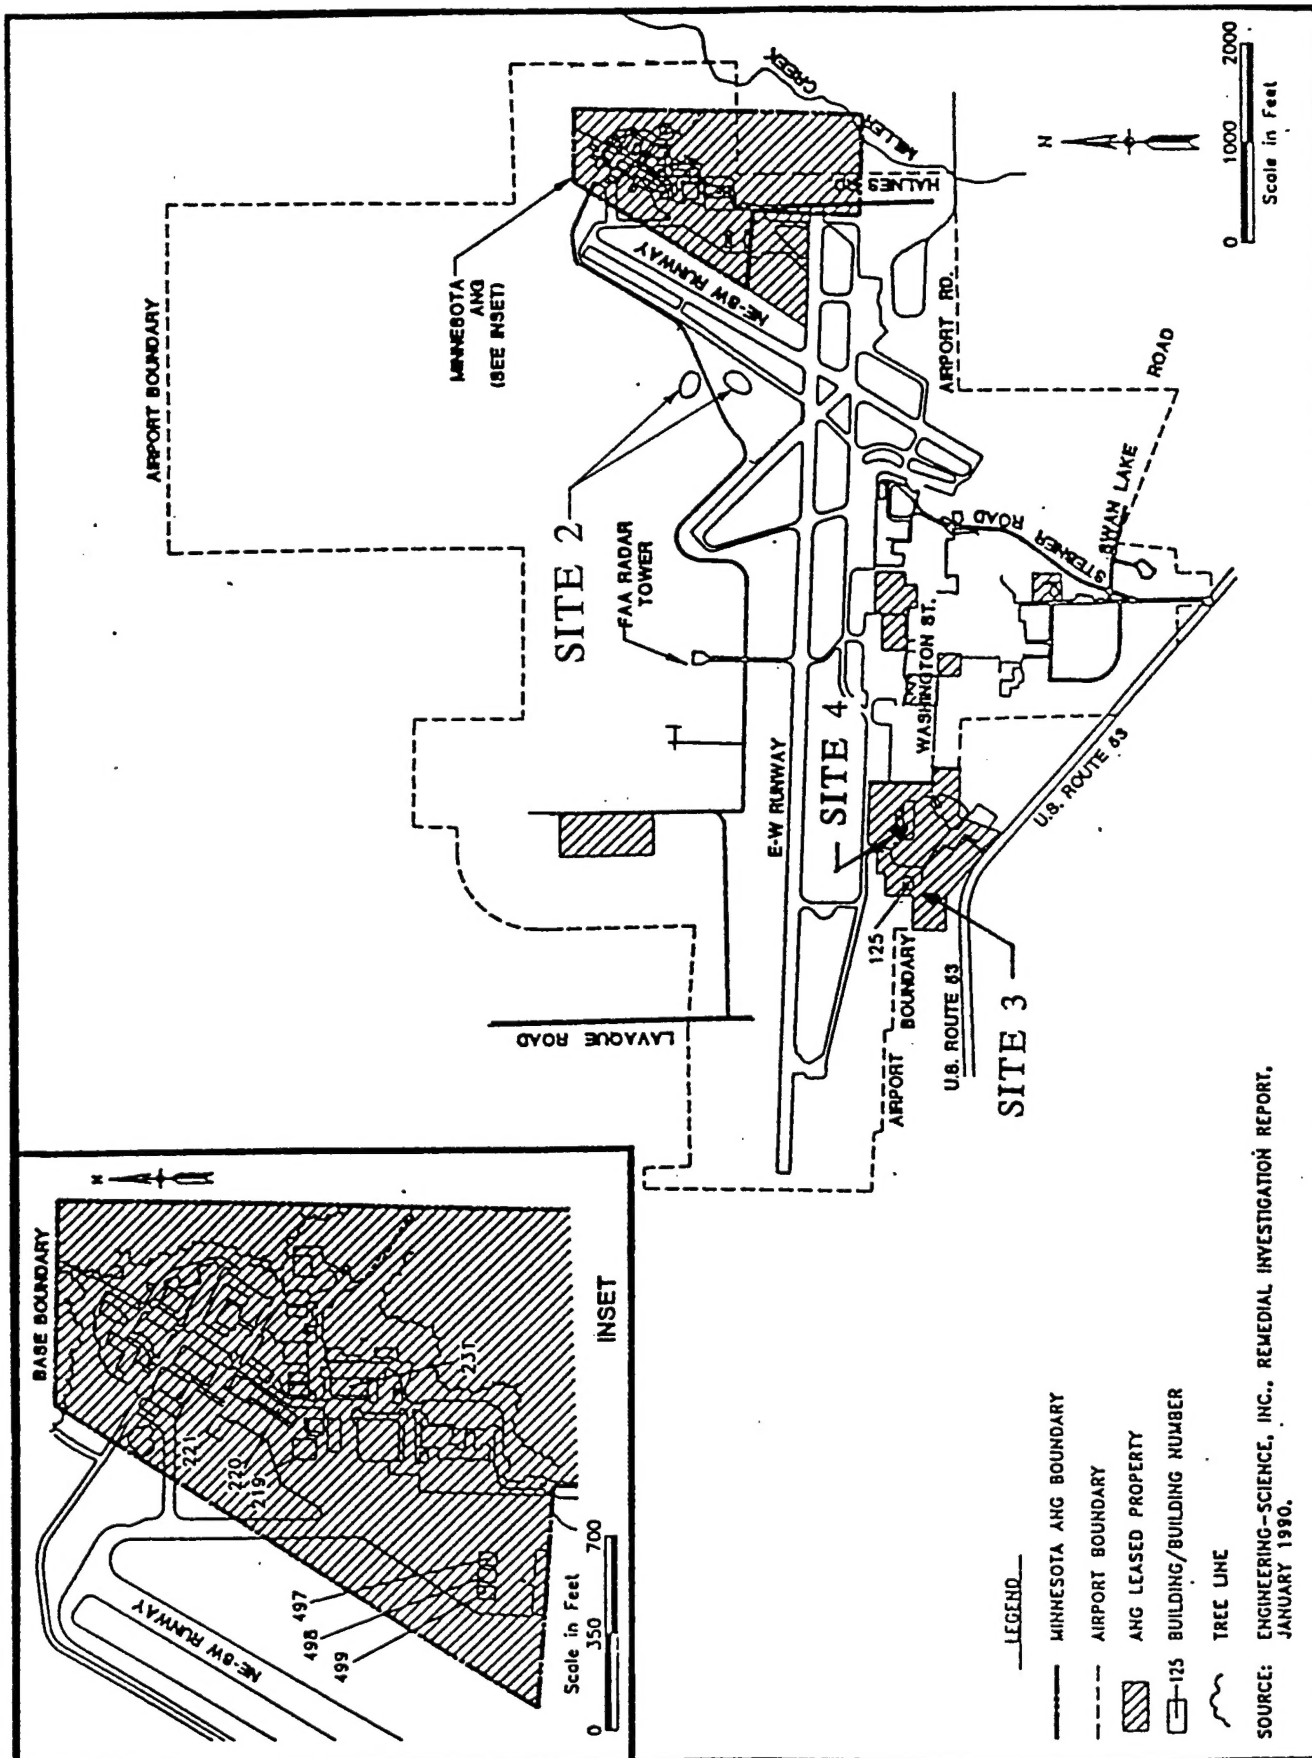 BASE BOUNDARY
N
NE-SW RUNWAY
221
220
219
231
497
498
499
0 350 700
Scale in Feet
INSET
AIRPORT BOUNDARY
MINNESOTA
ANG
(SEE INSET)
MILLER CREEK
HALNES
NE-SW RUNWAY
SITE 2
FAA RADAR
TOWER
LAVAQUE ROAD
E-W RUNWAY
SITE 4
WASHINGTON ST.
AIRPORT RD.
STEBNER ROAD
SWAN LAKE
ROAD
125
AIRPORT
BOUNDARY
U.S. ROUTE 53
U.S. ROUTE 53
SITE 3
N
0 1000 2000
Scale in Feet
LEGEND
MINNESOTA ANG BOUNDARY
AIRPORT BOUNDARY
ANG LEASED PROPERTY
125 BUILDING/BUILDING NUMBER
TREE LINE
SOURCE: ENGINEERING-SCIENCE, INC., REMEDIAL INVESTIGATION REPORT,
JANUARY 1990.